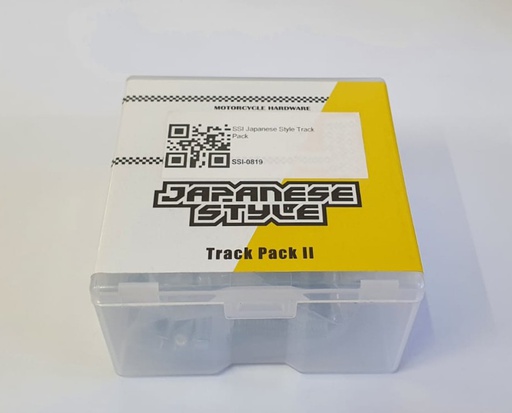 MOTORCYCLE HARDWARE
SSI Japanese Style Track
Pack
SSI-0819
JAPANESE
STYLE
Track Pack II